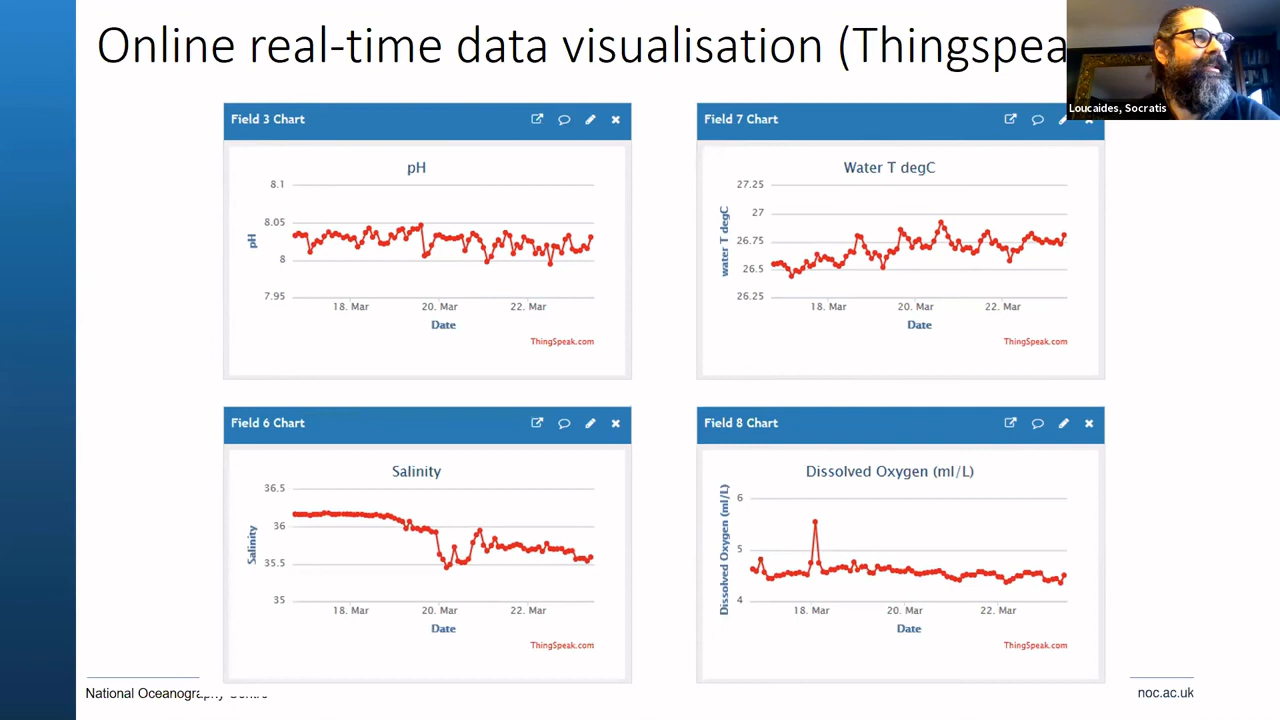 Online real-time data visualisation (Thingspea
Loucaides, Socratis
Field 3 Chart
pH
8.1
8.05
8
7.95
pH
18. Mar 20. Mar 22. Mar
Date
ThingSpeak.com
Field 7 Chart
Water T degC
27.25
27
26.75
26.5
26.25
water T degC
18. Mar 20. Mar 22. Mar
Date
ThingSpeak.com
Field 6 Chart
Salinity
36.5
36
35.5
35
Salinity
18. Mar 20. Mar 22. Mar
Date
ThingSpeak.com
Field 8 Chart
Dissolved Oxygen (ml/L)
6
5
4
Dissolved Oxygen (ml/L)
18. Mar 20. Mar 22. Mar
Date
ThingSpeak.com
National Oceanography Centre
noc.ac.uk